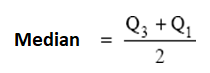 Median = (Q₃ + Q₁) / 2